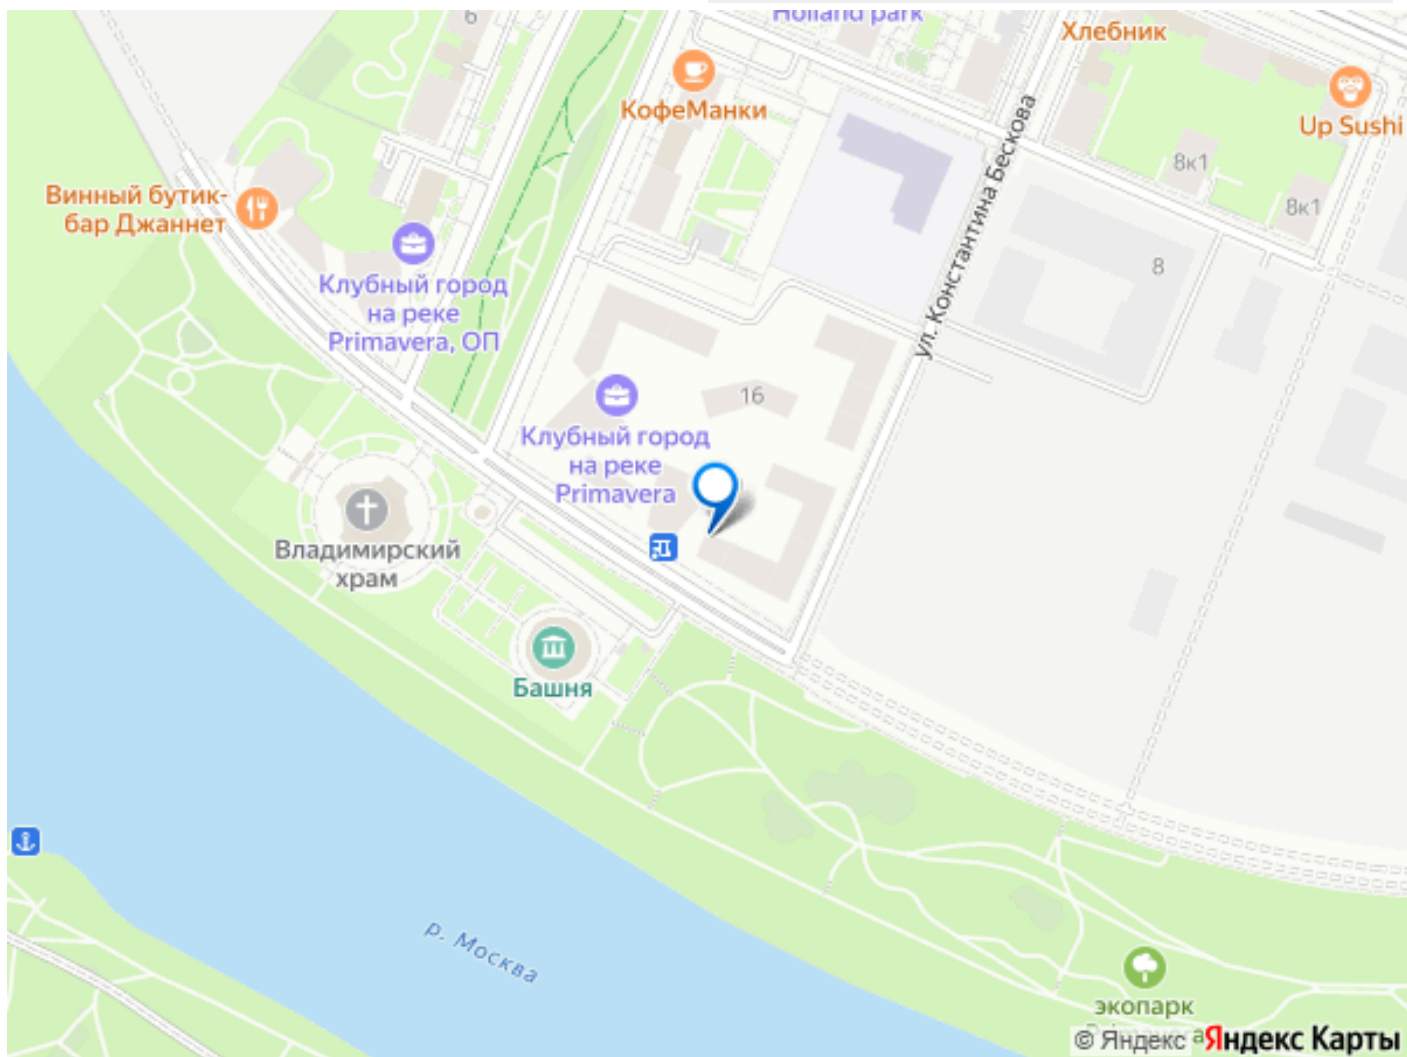 6
Holland park
Хлебник
КофеМанки
Up Sushi
8к1
8к1
Винный бутик-
бар Джаннет
ул. Константина Бескова
8
Клубный город
на реке
Primavera, ОП
16
Клубный город
на реке
Primavera
Владимирский
храм
Башня
р. Москва
экопарк
© Яндекс Яндекс Карты